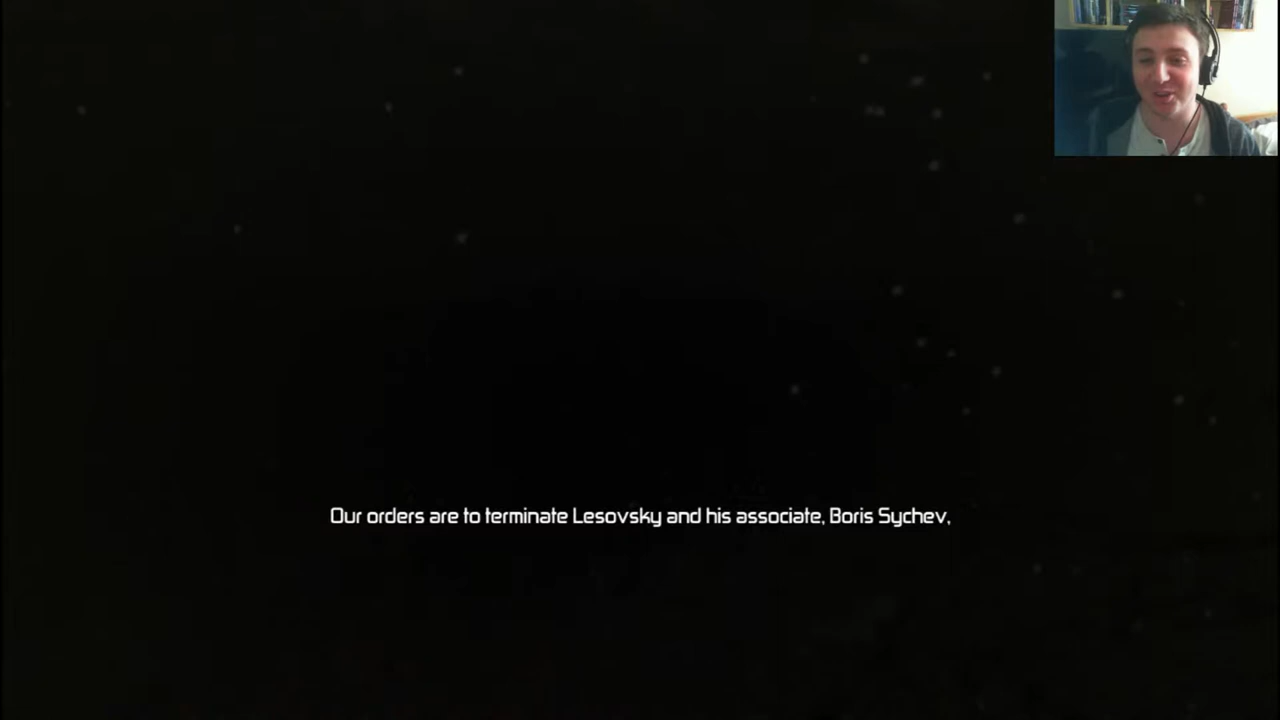 Our orders are to terminate Lesovsky and his associate, Boris Sychev,